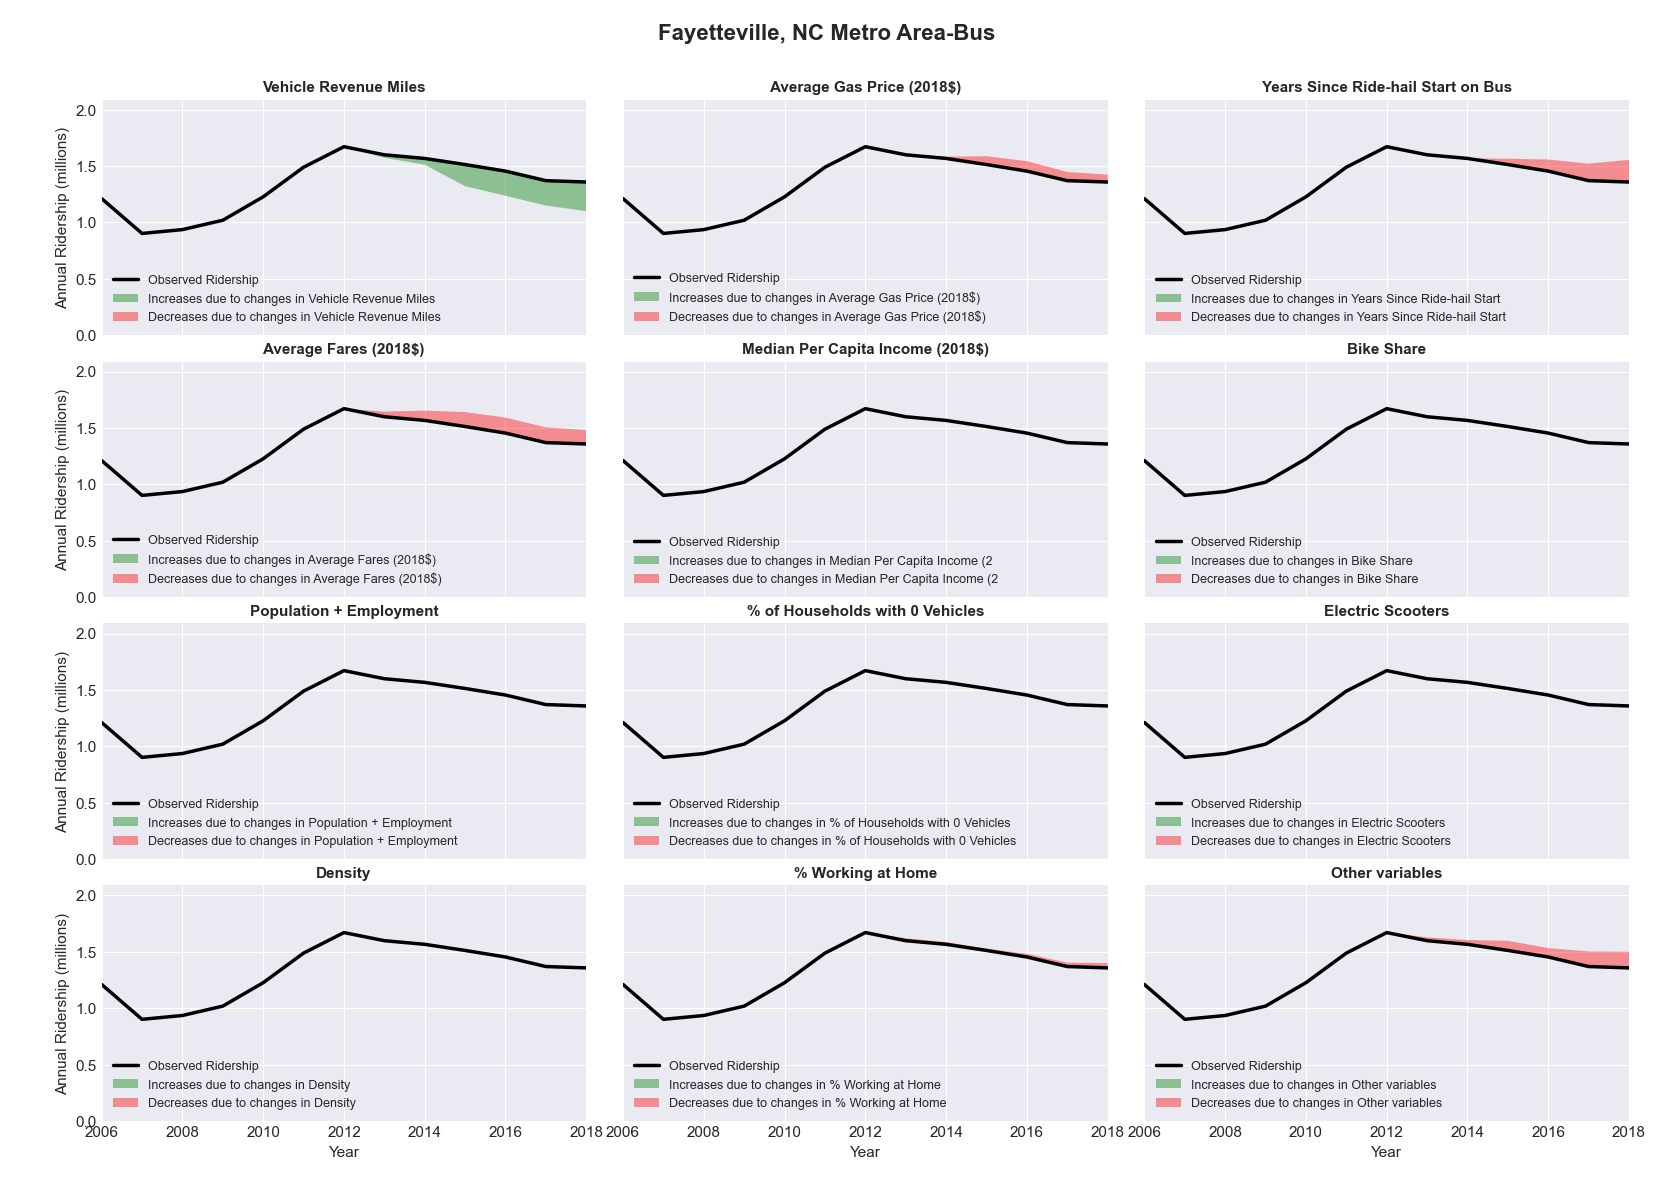 Fayetteville, NC Metro Area-Bus
Vehicle Revenue Miles
Annual Ridership (millions)
2.0
1.5
1.0
0.5
0.0
Observed Ridership
Increases due to changes in Vehicle Revenue Miles
Decreases due to changes in Vehicle Revenue Miles
Average Gas Price (2018$)
Observed Ridership
Increases due to changes in Average Gas Price (2018$)
Decreases due to changes in Average Gas Price (2018$)
Years Since Ride-hail Start on Bus
Observed Ridership
Increases due to changes in Years Since Ride-hail Start
Decreases due to changes in Years Since Ride-hail Start
Average Fares (2018$)
Annual Ridership (millions)
2.0
1.5
1.0
0.5
0.0
Observed Ridership
Increases due to changes in Average Fares (2018$)
Decreases due to changes in Average Fares (2018$)
Median Per Capita Income (2018$)
Observed Ridership
Increases due to changes in Median Per Capita Income (2
Decreases due to changes in Median Per Capita Income (2
Bike Share
Observed Ridership
Increases due to changes in Bike Share
Decreases due to changes in Bike Share
Population + Employment
Annual Ridership (millions)
2.0
1.5
1.0
0.5
0.0
Observed Ridership
Increases due to changes in Population + Employment
Decreases due to changes in Population + Employment
% of Households with 0 Vehicles
Observed Ridership
Increases due to changes in % of Households with 0 Vehicles
Decreases due to changes in % of Households with 0 Vehicles
Electric Scooters
Observed Ridership
Increases due to changes in Electric Scooters
Decreases due to changes in Electric Scooters
Density
Annual Ridership (millions)
2.0
1.5
1.0
0.5
0.0
Observed Ridership
Increases due to changes in Density
Decreases due to changes in Density
2006 2008 2010 2012 2014 2016 2018
Year
% Working at Home
Observed Ridership
Increases due to changes in % Working at Home
Decreases due to changes in % Working at Home
2006 2008 2010 2012 2014 2016 2018
Year
Other variables
Observed Ridership
Increases due to changes in Other variables
Decreases due to changes in Other variables
2006 2008 2010 2012 2014 2016 2018
Year